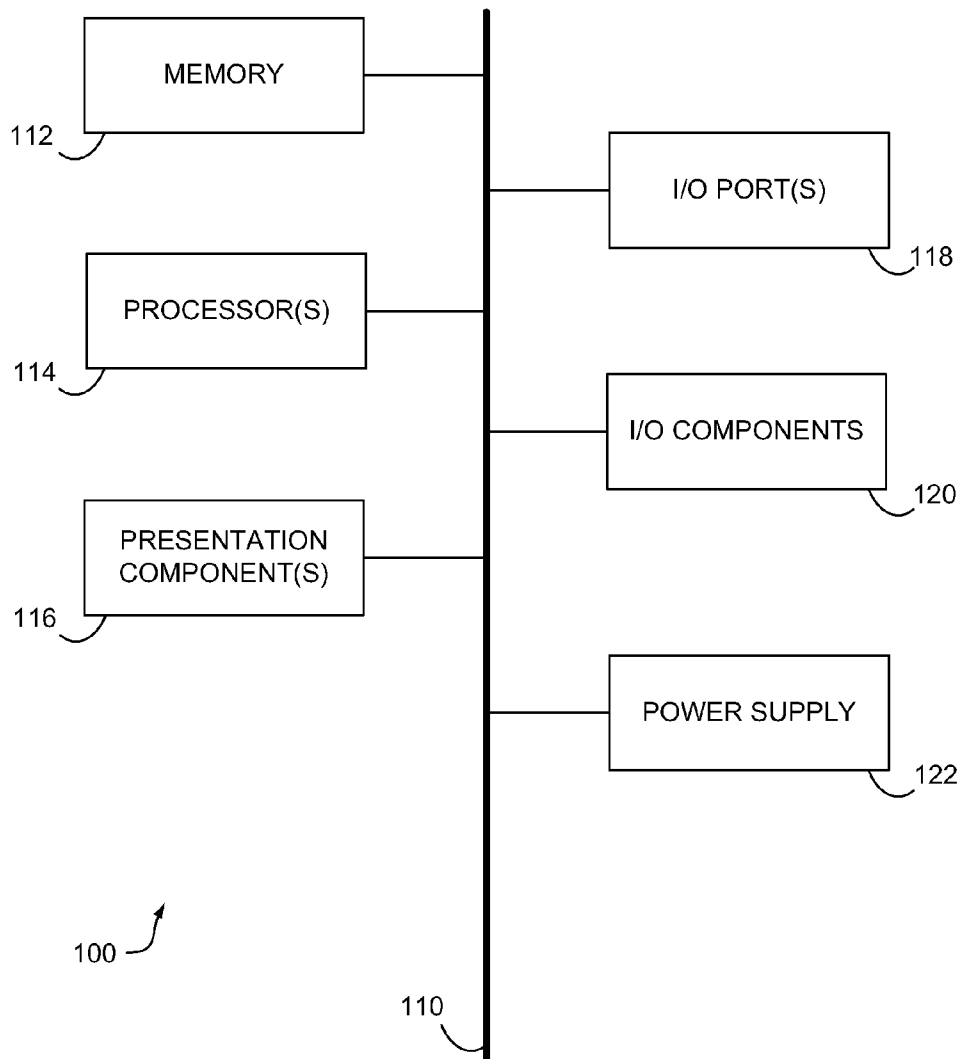 MEMORY
112
I/O PORT(S)
118
PROCESSOR(S)
114
I/O COMPONENTS
120
PRESENTATION
COMPONENT(S)
116
POWER SUPPLY
122
100
110